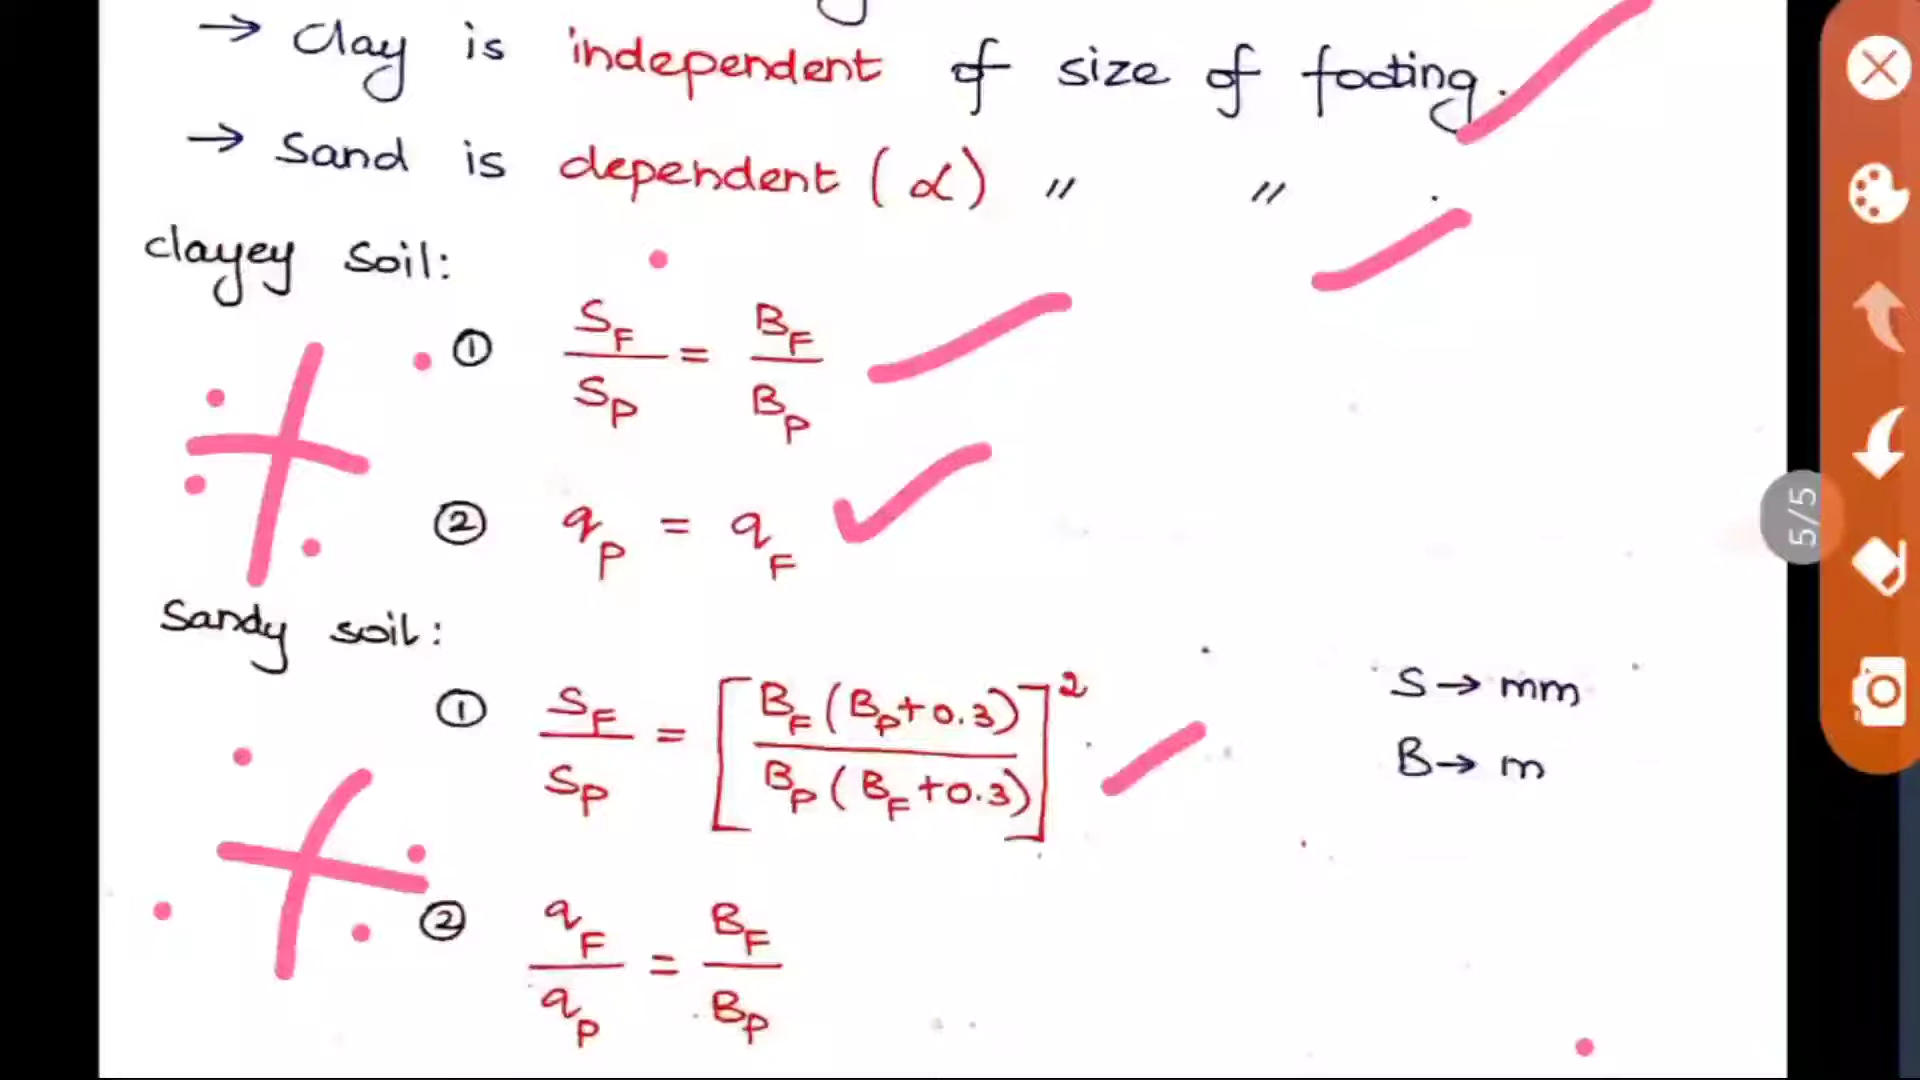 → Clay is independent of size of footing.
→ Sand is dependent (α) " " .
clayey soil:
① S_F / S_P = B_F / B_P
② q_P = q_F
Sandy soil:
① S_F / S_P = [ B_F (B_P + 0.3) / B_P (B_F + 0.3) ]²
S → mm
B → m
② q_F / q_P = B_F / B_P
5/5